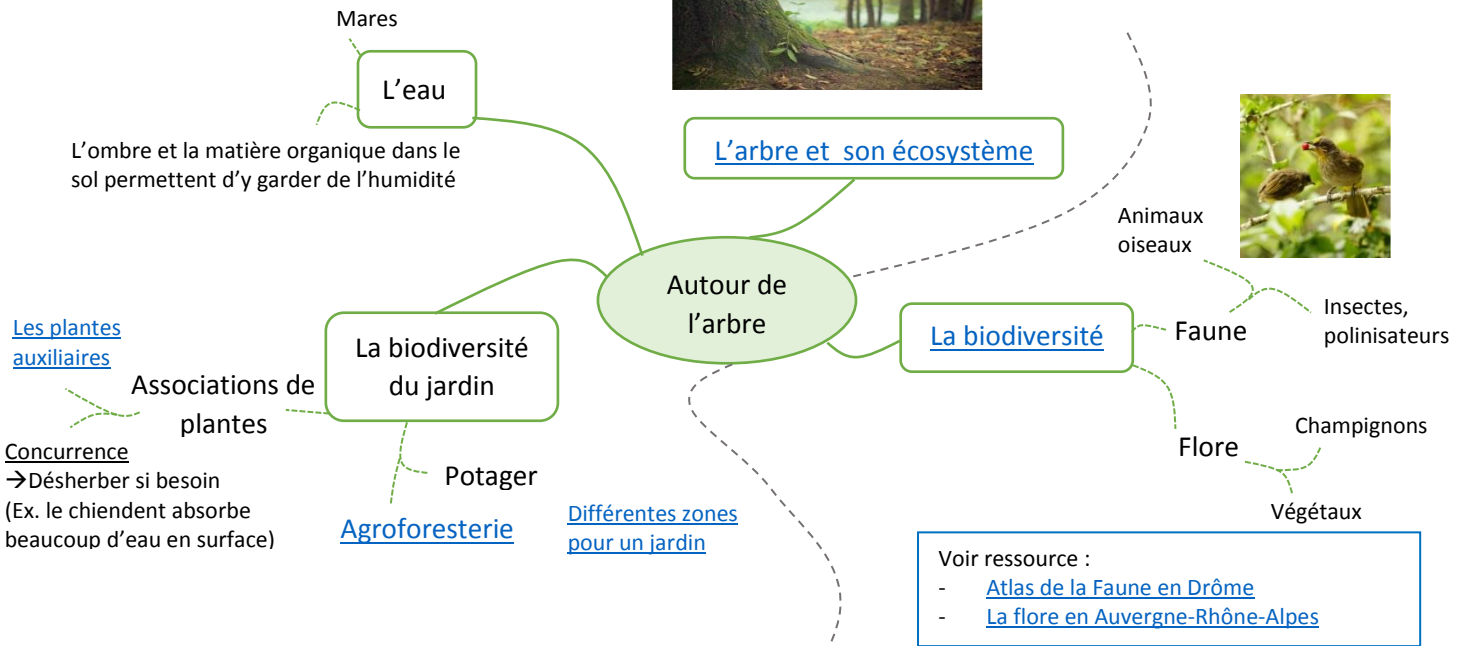 Mares
L'eau
L'ombre et la matière organique dans le
sol permettent d'y garder de l'humidité
L'arbre et son écosystème
Autour de
l'arbre
Animaux
oiseaux
Insectes,
polinisateurs
Faune
La biodiversité
Flore
Champignons
Végétaux
La biodiversité
du jardin
Les plantes
auxiliaires
Associations de
plantes
Concurrence
→Désherber si besoin
(Ex. le chiendent absorbe
beaucoup d'eau en surface)
Potager
Agroforesterie
Différentes zones
pour un jardin
Voir ressource :
- Atlas de la Faune en Drôme
- La flore en Auvergne-Rhône-Alpes